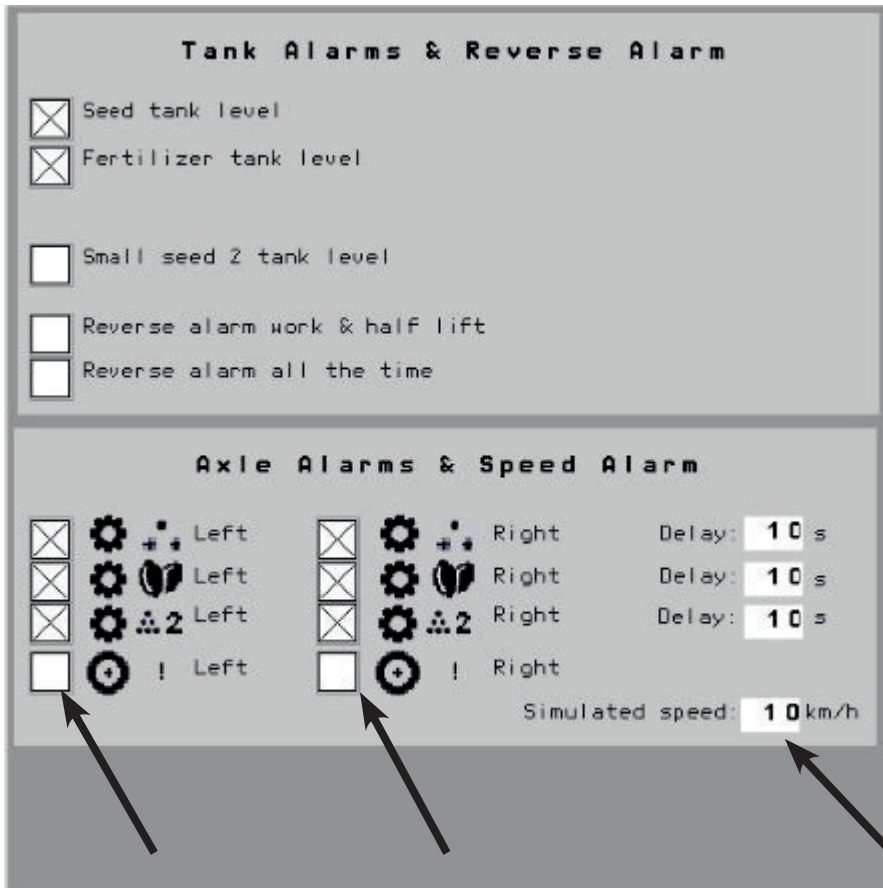 Tank Alarms & Reverse Alarm
Seed tank level
Fertilizer tank level
Small seed 2 tank level
Reverse alarm work & half lift
Reverse alarm all the time
Axle Alarms & Speed Alarm
Left Right Delay: 10 s
Left Right Delay: 10 s
2 Left 2 Right Delay: 10 s
! Left ! Right
Simulated speed: 10 km/h